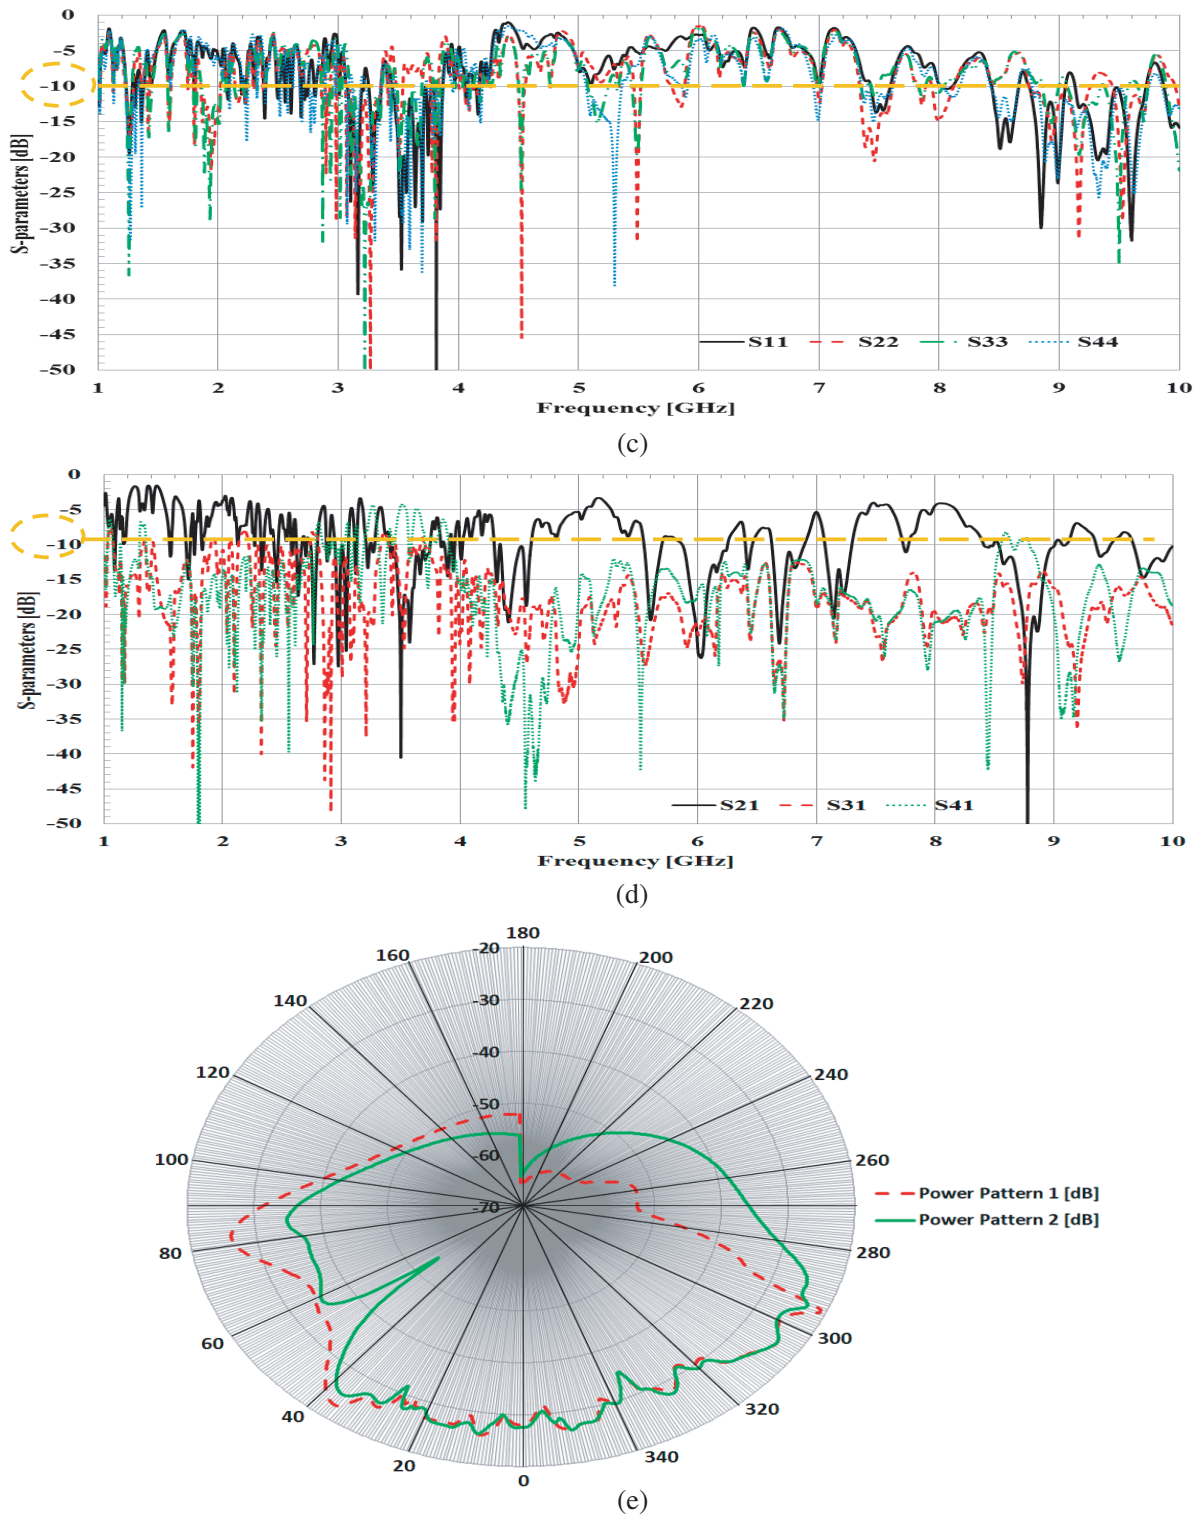 0
-5
-10
-15
-20
-25
-30
-35
-40
-45
-50
S-parameters [dB]
S11 S22 S33 S44
1 2 3 4 5 6 7 8 9 10
Frequency [GHz]
(c)
0
-5
-10
-15
-20
-25
-30
-35
-40
-45
-50
S-parameters [dB]
S21 S31 S41
1 2 3 4 5 6 7 8 9 10
Frequency [GHz]
(d)
180
160 -20 200
140 -30 220
-40
120 240
-50
100 -60 260
-70
Power Pattern 1 [dB]
Power Pattern 2 [dB]
80 280
60 300
40 320
20 340
0
(e)